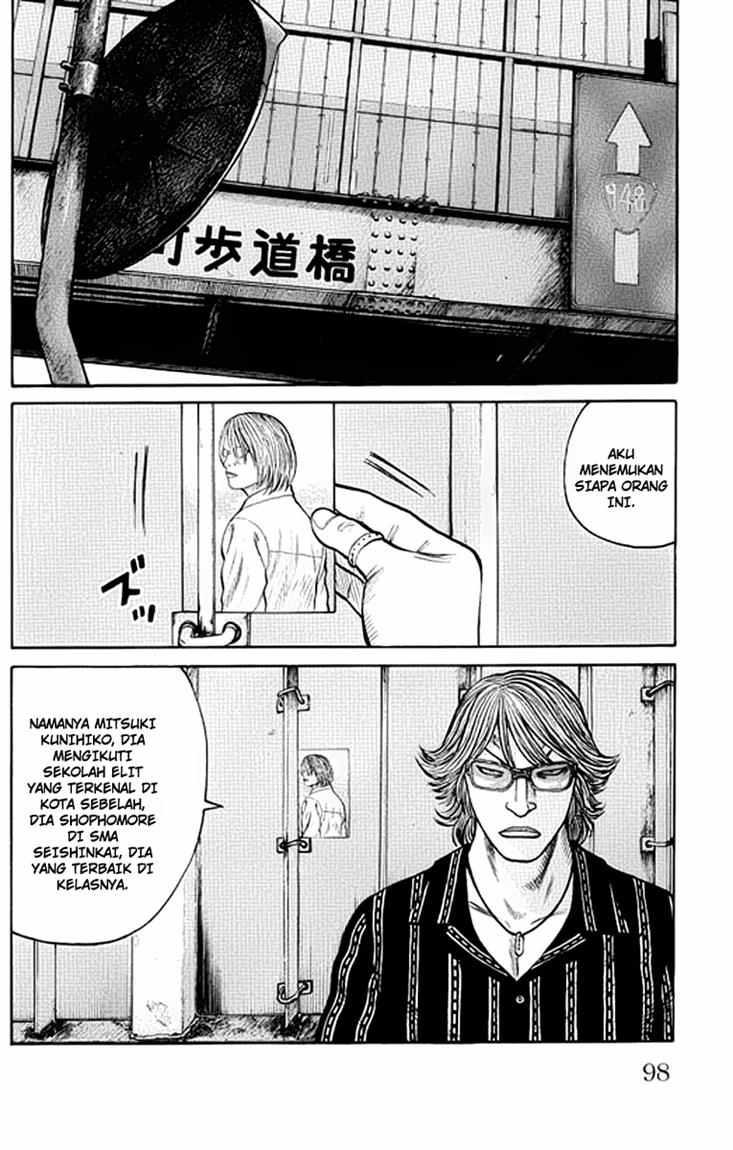 町歩道橋
AKU
MENEMUKAN
SIAPA ORANG
INI.
ズッ
NAMANYA MITSUKI
KUNIHIKO, DIA
MENGIKUTI
SEKOLAH ELIT
YANG TERKENAL DI
KOTA SEBELAH,
DIA SHOPHOMORE
DI SMA
SEISHINKAI, DIA
YANG TERBAIK DI
KELASNYA.
98